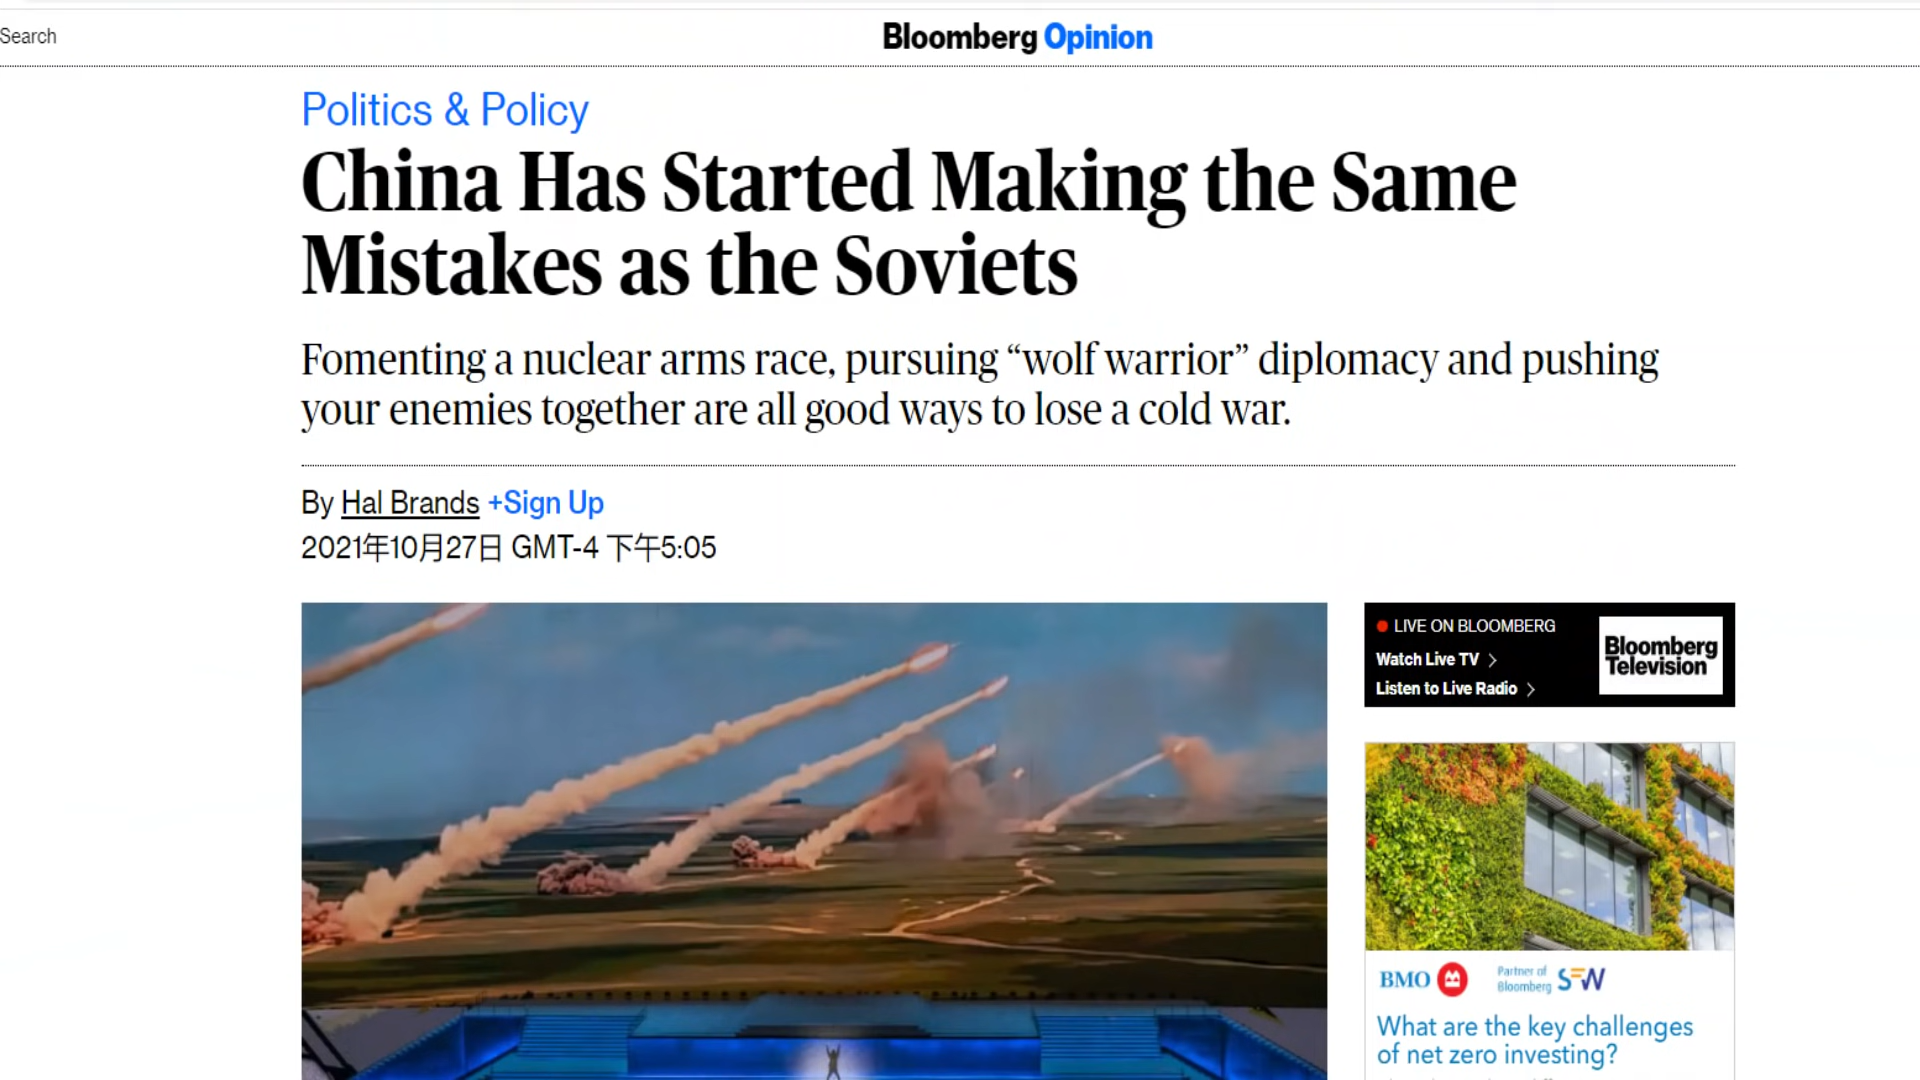 Search
Bloomberg Opinion
Politics & Policy
China Has Started Making the Same
Mistakes as the Soviets
Fomenting a nuclear arms race, pursuing “wolf warrior” diplomacy and pushing
your enemies together are all good ways to lose a cold war.
By Hal Brands +Sign Up
2021年10月27日 GMT-4 下午5:05
LIVE ON BLOOMBERG
Watch Live TV
Listen to Live Radio
Bloomberg
Television
BMO
Partner of
Bloomberg
SFW
What are the key challenges
of net zero investing?